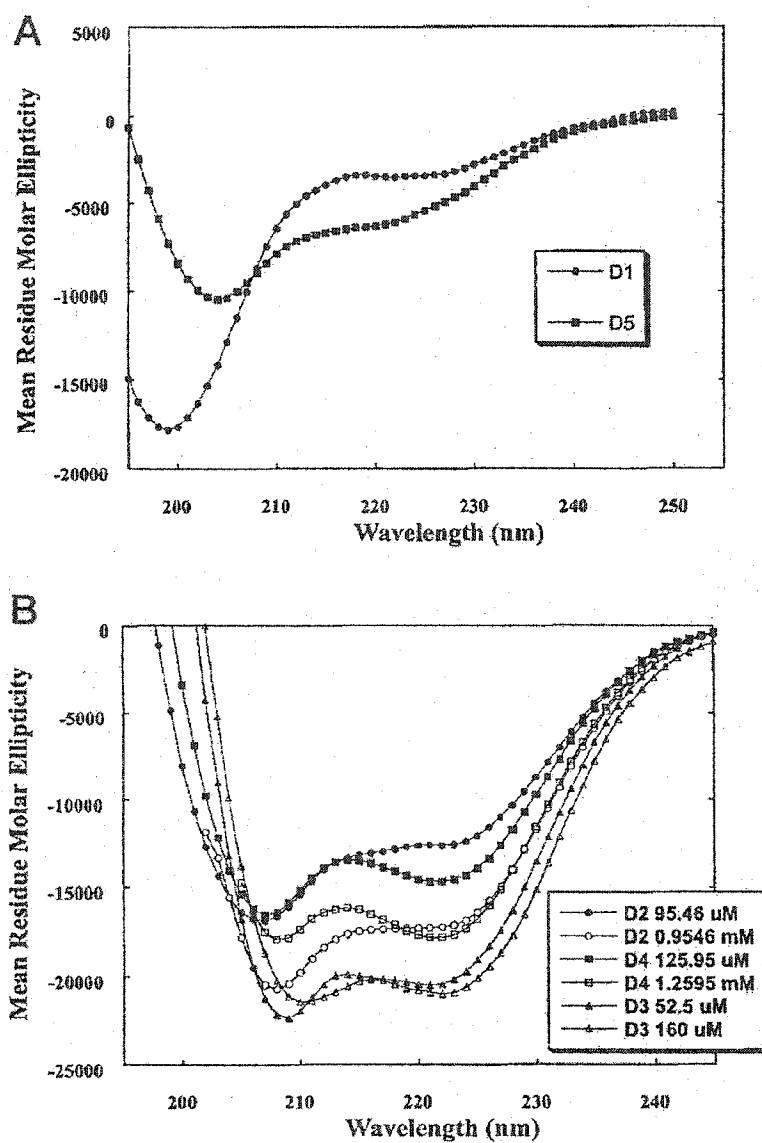 A
5000
0
-5000
-10000
-15000
-20000
Mean Residue Molar Ellipticity
D1
D5
200 210 220 230 240 250
Wavelength (nm)
B
0
-5000
-10000
-15000
-20000
-25000
Mean Residue Molar Ellipticity
D2 95.46 uM
D2 0.9546 mM
D4 125.95 uM
D4 1.2595 mM
D3 52.5 uM
D3 160 uM
200 210 220 230 240
Wavelength (nm)